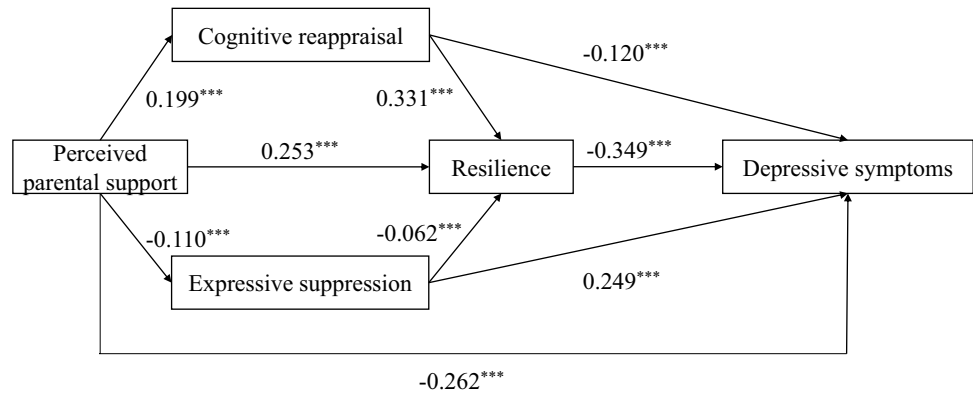 Cognitive reappraisal
-0.120***
0.199***
0.331***
Perceived
parental support
0.253***
Resilience
-0.349***
Depressive symptoms
-0.110***
-0.062***
Expressive suppression
0.249***
-0.262***